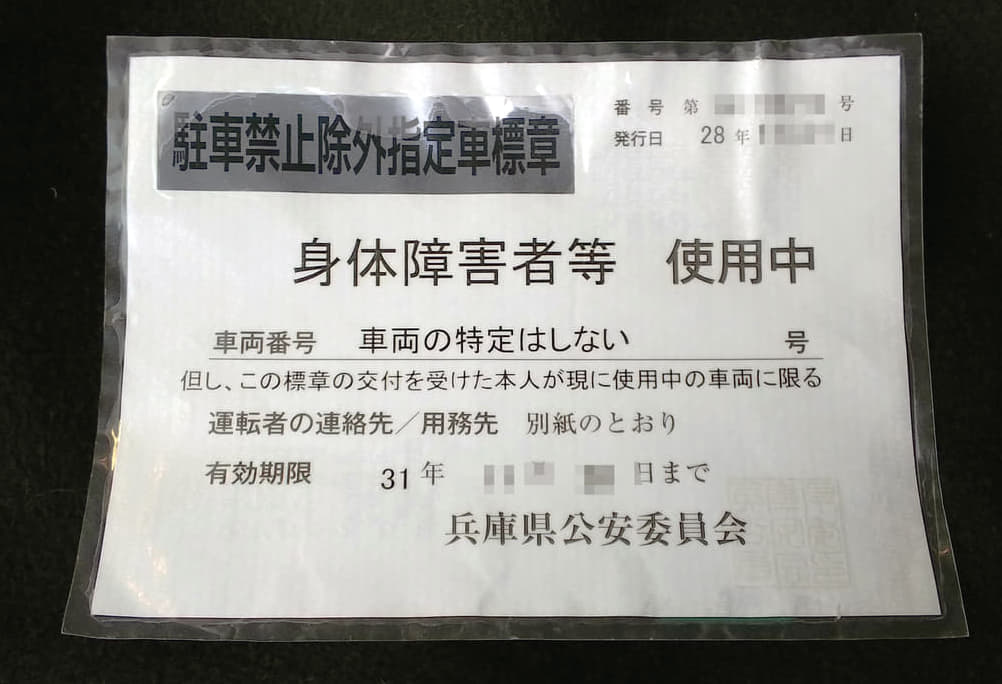 駐車禁止除外指定車標章
番号 第 号
発行日 28年 日
身体障害者等 使用中
車両番号 車両の特定はしない 号
但し、この標章の交付を受けた本人が現に使用中の車両に限る
運転者の連絡先／用務先 別紙のとおり
有効期限 31年 日まで
兵庫県公安委員会